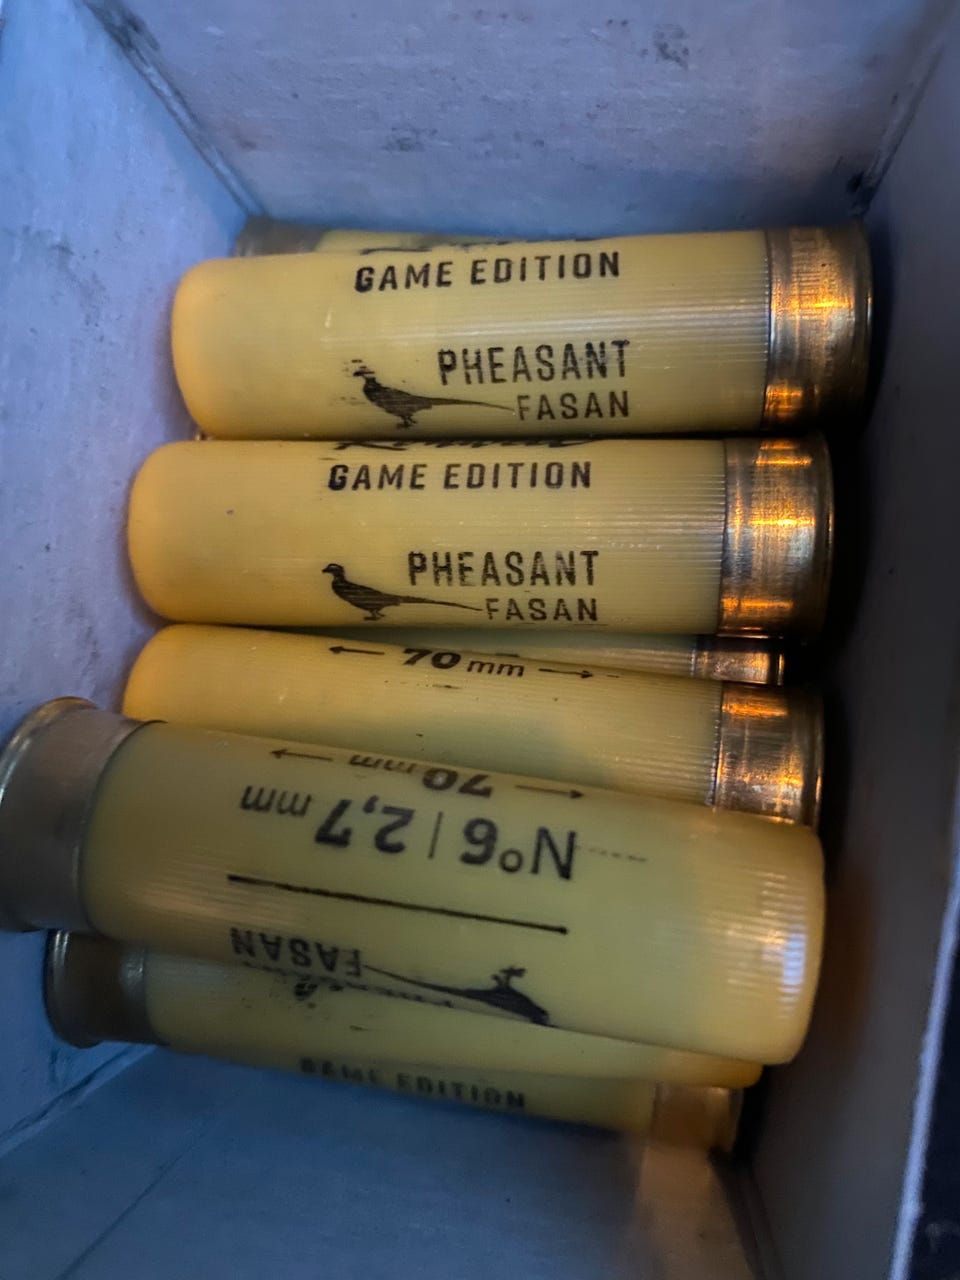 GAME EDITION
PHEASANT
FASAN
GAME EDITION
PHEASANT
FASAN
← 70 mm →
← 70 mm →
Nº6 | 2,7 mm
FASAN
GAME EDITION